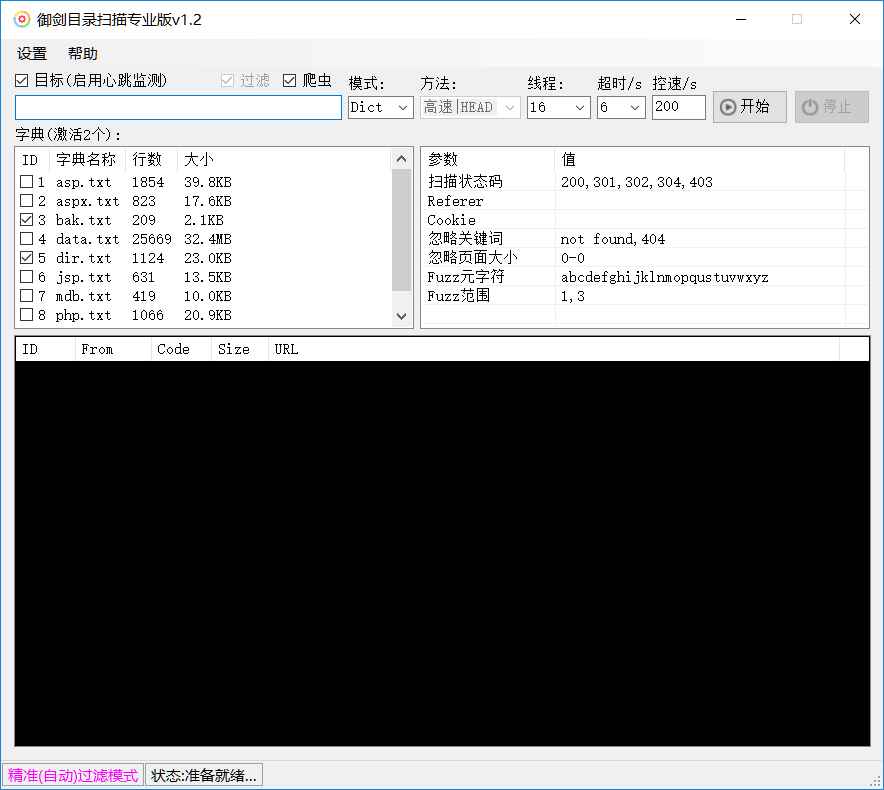 御剑目录扫描专业版v1.2
设置 帮助
目标(启用心跳监测) 过滤 爬虫 模式: 方法: 线程: 超时/s 控速/s
Dict 高速|HEAD 16 6 200 开始 停止
字典(激活2个):
ID 字典名称 行数 大小
1 asp.txt 1854 39.8KB
2 aspx.txt 823 17.6KB
3 bak.txt 209 2.1KB
4 data.txt 25669 32.4MB
5 dir.txt 1124 23.0KB
6 jsp.txt 631 13.5KB
7 mdb.txt 419 10.0KB
8 php.txt 1066 20.9KB
参数 值
扫描状态码 200,301,302,304,403
Referer
Cookie
忽略关键词 not found,404
忽略页面大小 0-0
Fuzz元字符 abcdefghijklnmopqustuvwxyz
Fuzz范围 1,3
ID From Code Size URL
精准(自动)过滤模式 状态:准备就绪...